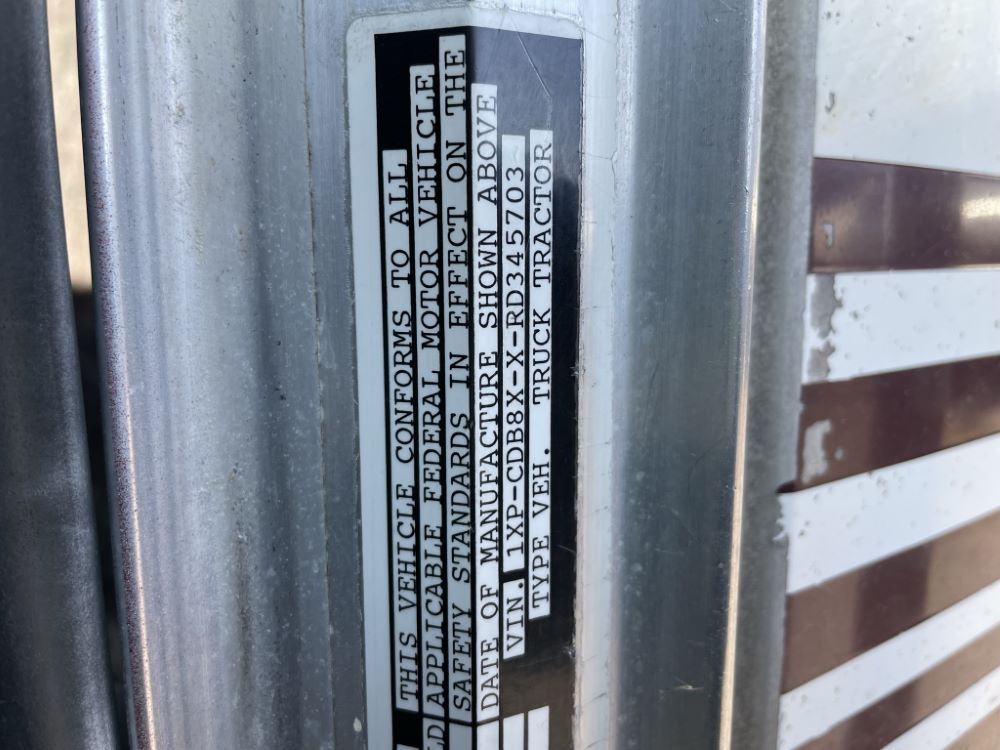 THIS VEHICLE CONFORMS TO ALL
LD APPLICABLE FEDERAL MOTOR VEHICLE
SAFETY STANDARDS IN EFFECT ON THE
DATE OF MANUFACTURE SHOWN ABOVE
VIN. 1XP-CDB8X-X-RD345703
TYPE VEH. TRUCK TRACTOR